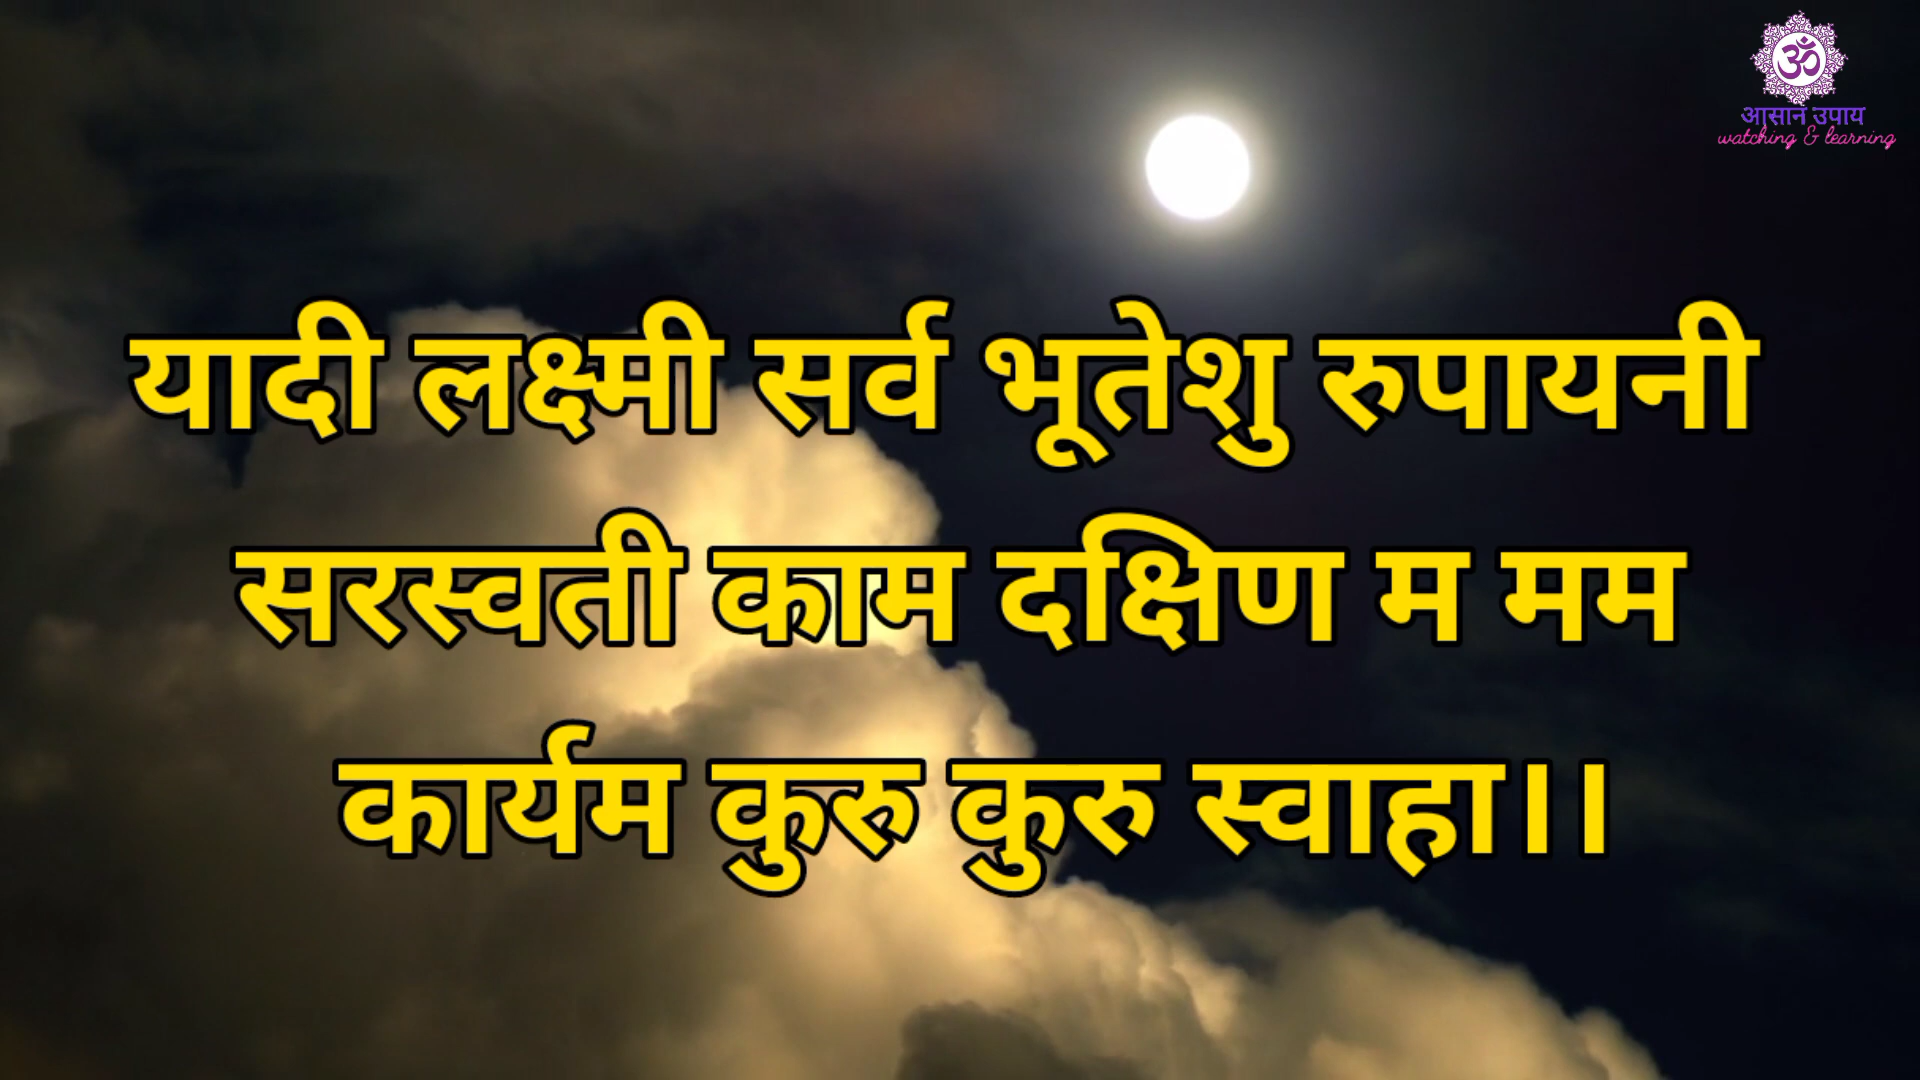 ॐ
आसान उपाय
watching & learning
यादी लक्ष्मी सर्व भूतेशु रुपायनी
सरस्वती काम दक्षिण म मम
कार्यम कुरु कुरु स्वाहा।।